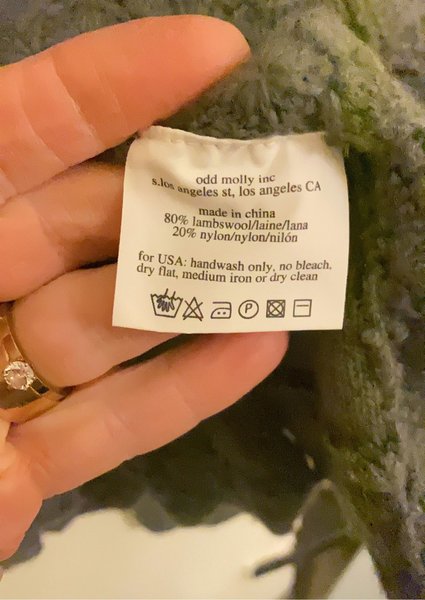 odd molly inc
s.los angeles st, los angeles CA
made in china
80% lambswool/laine/lana
20% nylon/nylon/nilón
for USA: handwash only, no bleach,
dry flat, medium iron or dry clean
P